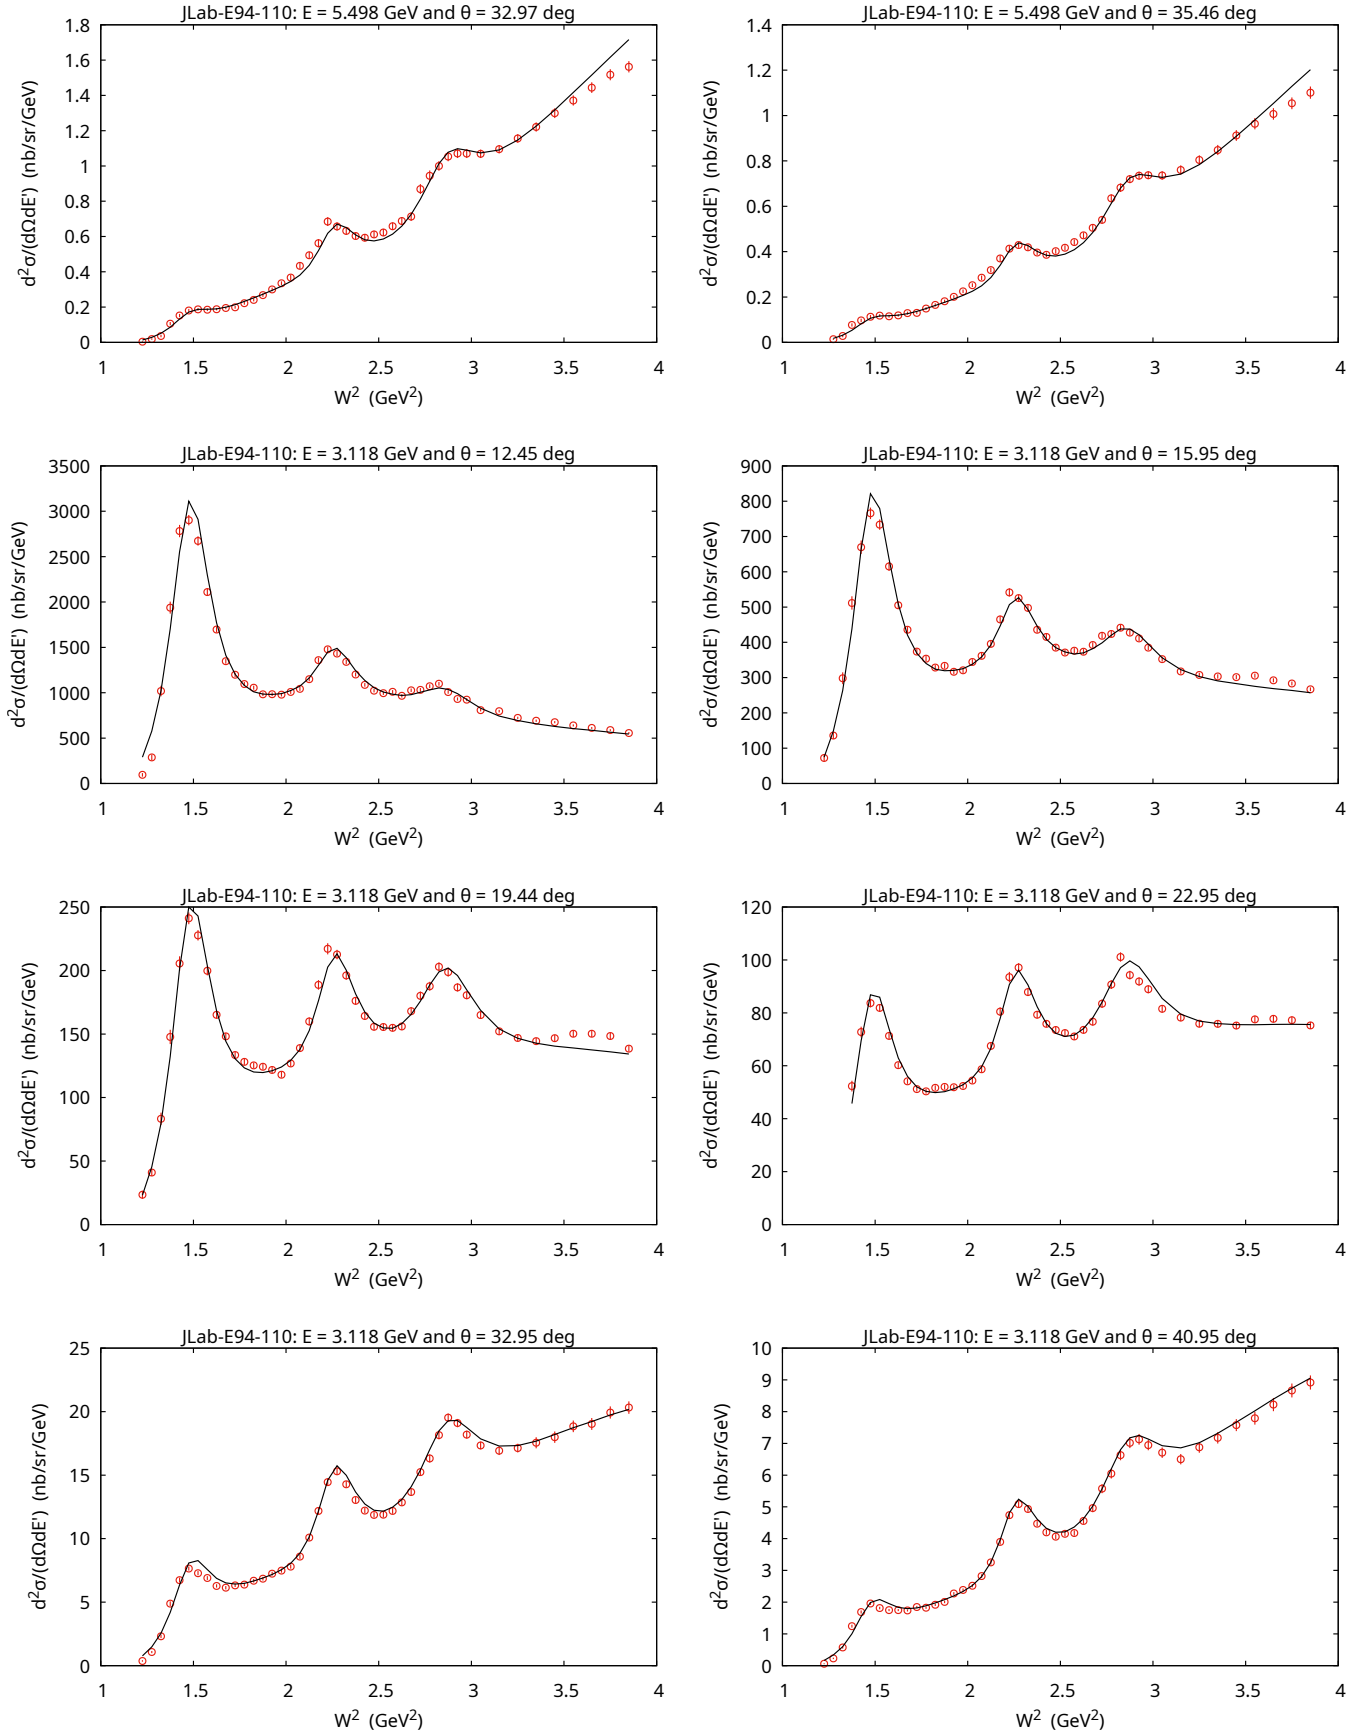 JLab-E94-110: E = 5.498 GeV and θ = 32.97 deg
d²σ/(dΩdE') (nb/sr/GeV)
1.8
1.6
1.4
1.2
1
0.8
0.6
0.4
0.2
0
1 1.5 2 2.5 3 3.5 4
W² (GeV²)
JLab-E94-110: E = 5.498 GeV and θ = 35.46 deg
d²σ/(dΩdE') (nb/sr/GeV)
1.4
1.2
1
0.8
0.6
0.4
0.2
0
1 1.5 2 2.5 3 3.5 4
W² (GeV²)
JLab-E94-110: E = 3.118 GeV and θ = 12.45 deg
d²σ/(dΩdE') (nb/sr/GeV)
3500
3000
2500
2000
1500
1000
500
0
1 1.5 2 2.5 3 3.5 4
W² (GeV²)
JLab-E94-110: E = 3.118 GeV and θ = 15.95 deg
d²σ/(dΩdE') (nb/sr/GeV)
900
800
700
600
500
400
300
200
100
0
1 1.5 2 2.5 3 3.5 4
W² (GeV²)
JLab-E94-110: E = 3.118 GeV and θ = 19.44 deg
d²σ/(dΩdE') (nb/sr/GeV)
250
200
150
100
50
0
1 1.5 2 2.5 3 3.5 4
W² (GeV²)
JLab-E94-110: E = 3.118 GeV and θ = 22.95 deg
d²σ/(dΩdE') (nb/sr/GeV)
120
100
80
60
40
20
0
1 1.5 2 2.5 3 3.5 4
W² (GeV²)
JLab-E94-110: E = 3.118 GeV and θ = 32.95 deg
d²σ/(dΩdE') (nb/sr/GeV)
25
20
15
10
5
0
1 1.5 2 2.5 3 3.5 4
W² (GeV²)
JLab-E94-110: E = 3.118 GeV and θ = 40.95 deg
d²σ/(dΩdE') (nb/sr/GeV)
10
9
8
7
6
5
4
3
2
1
0
1 1.5 2 2.5 3 3.5 4
W² (GeV²)